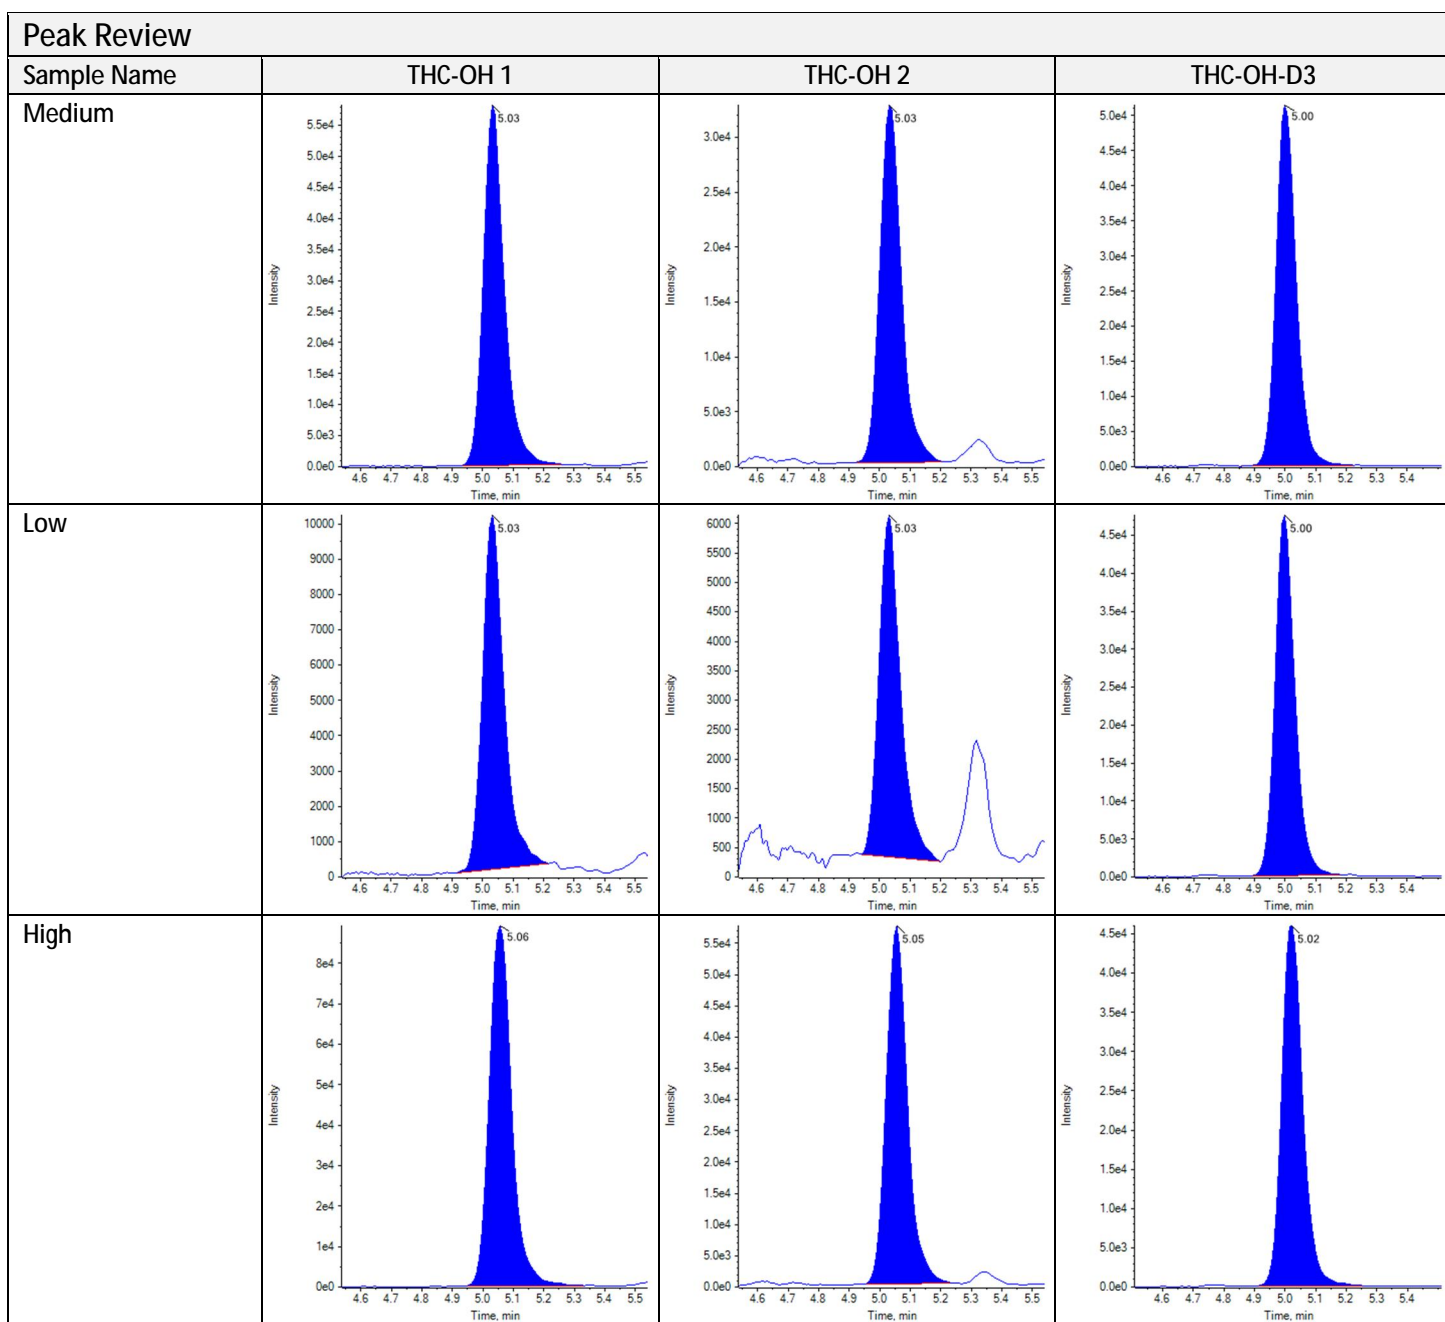 Peak Review
Sample Name THC-OH 1 THC-OH 2 THC-OH-D3
Medium
5.03
5.5e4
5.0e4
4.5e4
4.0e4
3.5e4
3.0e4
2.5e4
2.0e4
1.5e4
1.0e4
5.0e3
0.0e0
Intensity
4.6 4.7 4.8 4.9 5.0 5.1 5.2 5.3 5.4 5.5
Time, min
5.03
3.0e4
2.5e4
2.0e4
1.5e4
1.0e4
5.0e3
0.0e0
Intensity
4.6 4.7 4.8 4.9 5.0 5.1 5.2 5.3 5.4 5.5
Time, min
5.00
5.0e4
4.5e4
4.0e4
3.5e4
3.0e4
2.5e4
2.0e4
1.5e4
1.0e4
5.0e3
0.0e0
Intensity
4.6 4.7 4.8 4.9 5.0 5.1 5.2 5.3 5.4
Time, min
Low
5.03
10000
9000
8000
7000
6000
5000
4000
3000
2000
1000
0
Intensity
4.6 4.7 4.8 4.9 5.0 5.1 5.2 5.3 5.4 5.5
Time, min
5.03
6000
5500
5000
4500
4000
3500
3000
2500
2000
1500
1000
500
0
Intensity
4.6 4.7 4.8 4.9 5.0 5.1 5.2 5.3 5.4 5.5
Time, min
5.00
4.5e4
4.0e4
3.5e4
3.0e4
2.5e4
2.0e4
1.5e4
1.0e4
5.0e3
0.0e0
Intensity
4.6 4.7 4.8 4.9 5.0 5.1 5.2 5.3 5.4
Time, min
High
5.06
8e4
7e4
6e4
5e4
4e4
3e4
2e4
1e4
0e0
Intensity
4.6 4.7 4.8 4.9 5.0 5.1 5.2 5.3 5.4 5.5
Time, min
5.05
5.5e4
5.0e4
4.5e4
4.0e4
3.5e4
3.0e4
2.5e4
2.0e4
1.5e4
1.0e4
5.0e3
0.0e0
Intensity
4.6 4.7 4.8 4.9 5.0 5.1 5.2 5.3 5.4 5.5
Time, min
5.02
4.5e4
4.0e4
3.5e4
3.0e4
2.5e4
2.0e4
1.5e4
1.0e4
5.0e3
0.0e0
Intensity
4.6 4.7 4.8 4.9 5.0 5.1 5.2 5.3 5.4
Time, min